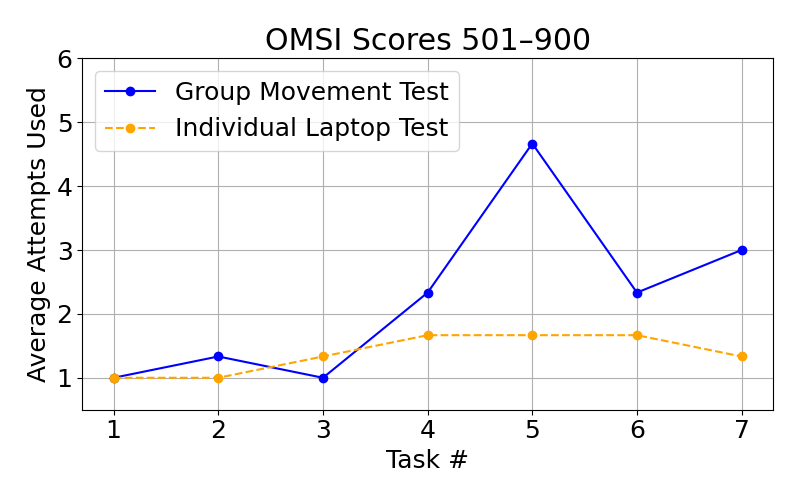 OMSI Scores 501–900
Average Attempts Used
6
5
4
3
2
1
Group Movement Test
Individual Laptop Test
1 2 3 4 5 6 7
Task #